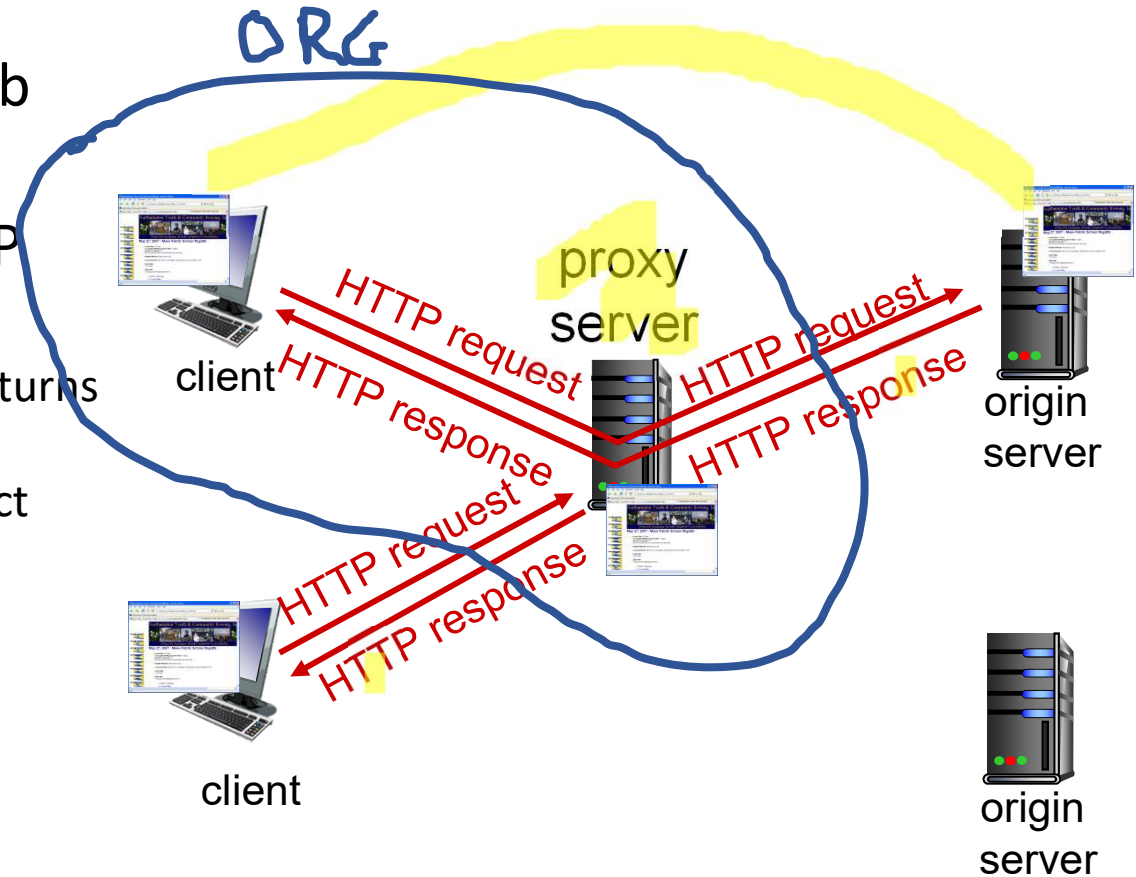 ORG
b
P
turns
ct
proxy
server
HTTP request
HTTP response
HTTP request
HTTP response
client
origin
server
HTTP request
HTTP response
client
origin
server